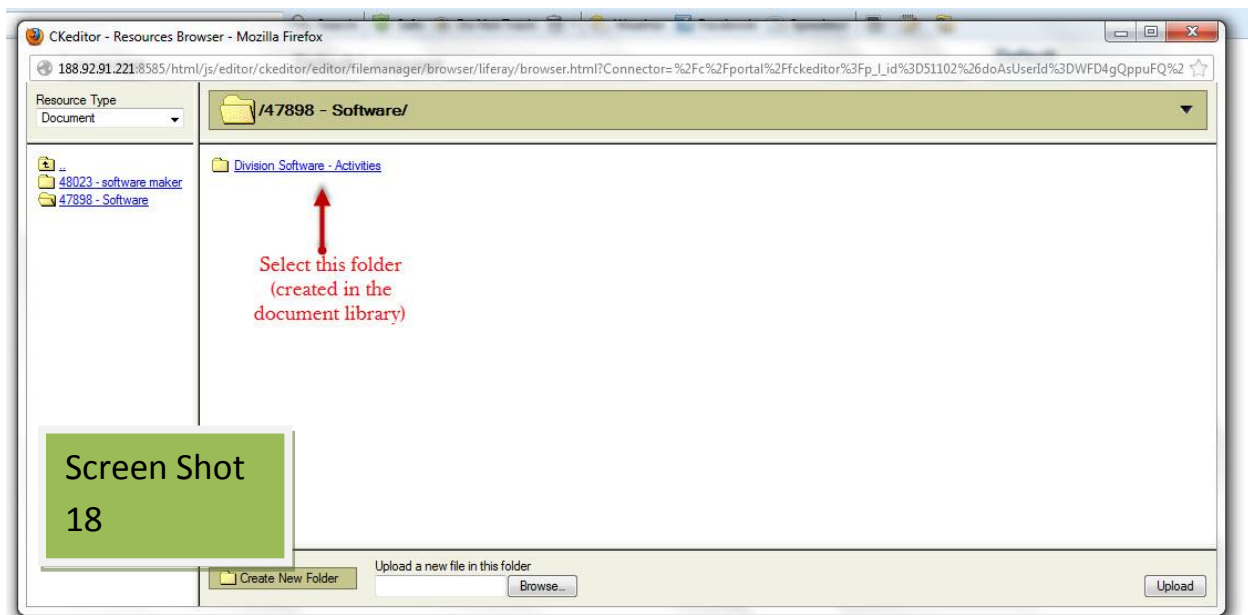 CKeditor - Resources Browser - Mozilla Firefox
188.92.91.221:8585/html/js/editor/ckeditor/editor/filemanager/browser/liferay/browser.html?Connector=%2Fc%2Fportal%2Ffckeditor%3Fp_l_id%3D51102%26doAsUserId%3DWFD4gQppuFQ%2
Resource Type
Document
/47898 - Software/
..
48023 - software maker
47898 - Software
Division Software - Activities
Select this folder
(created in the
document library)
Screen Shot
18
Create New Folder
Upload a new file in this folder
Browse...
Upload